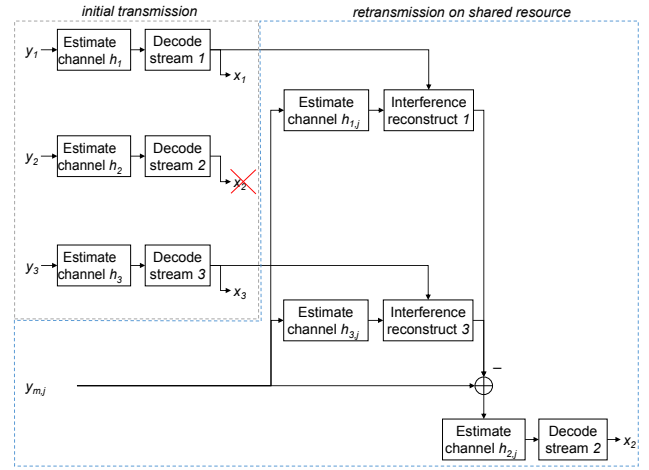 initial transmission
retransmission on shared resource
y1
Estimate
channel h1
Decode
stream 1
x1
Estimate
channel h1,j
Interference
reconstruct 1
y2
Estimate
channel h2
Decode
stream 2
x2
y3
Estimate
channel h3
Decode
stream 3
x3
Estimate
channel h3,j
Interference
reconstruct 3
–
ym,j
Estimate
channel h2,j
Decode
stream 2
x2